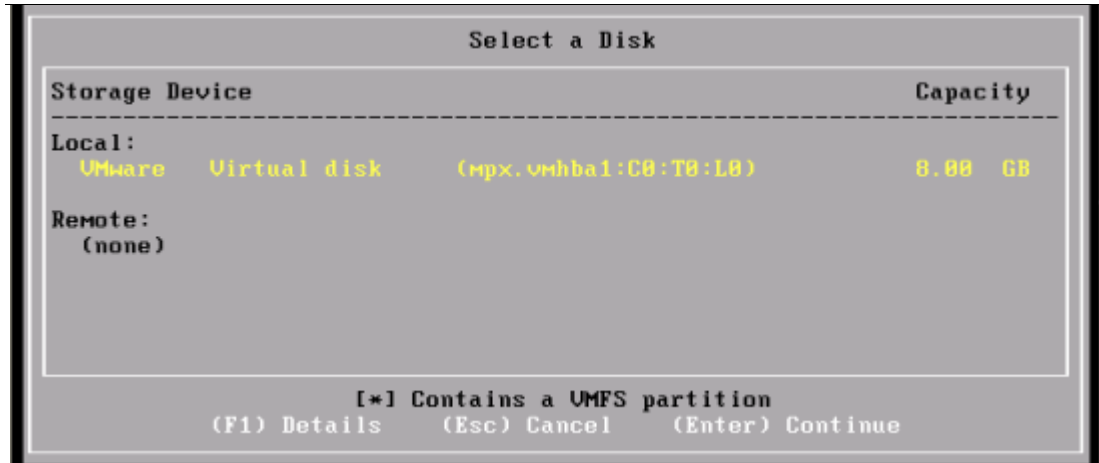 Select a Disk
Storage Device Capacity
--------------------------------------------------------------------------------
Local:
VMware Virtual disk (mpx.vmhba1:C0:T0:L0) 8.00 GB
Remote:
(none)
[*] Contains a VMFS partition
(F1) Details (Esc) Cancel (Enter) Continue